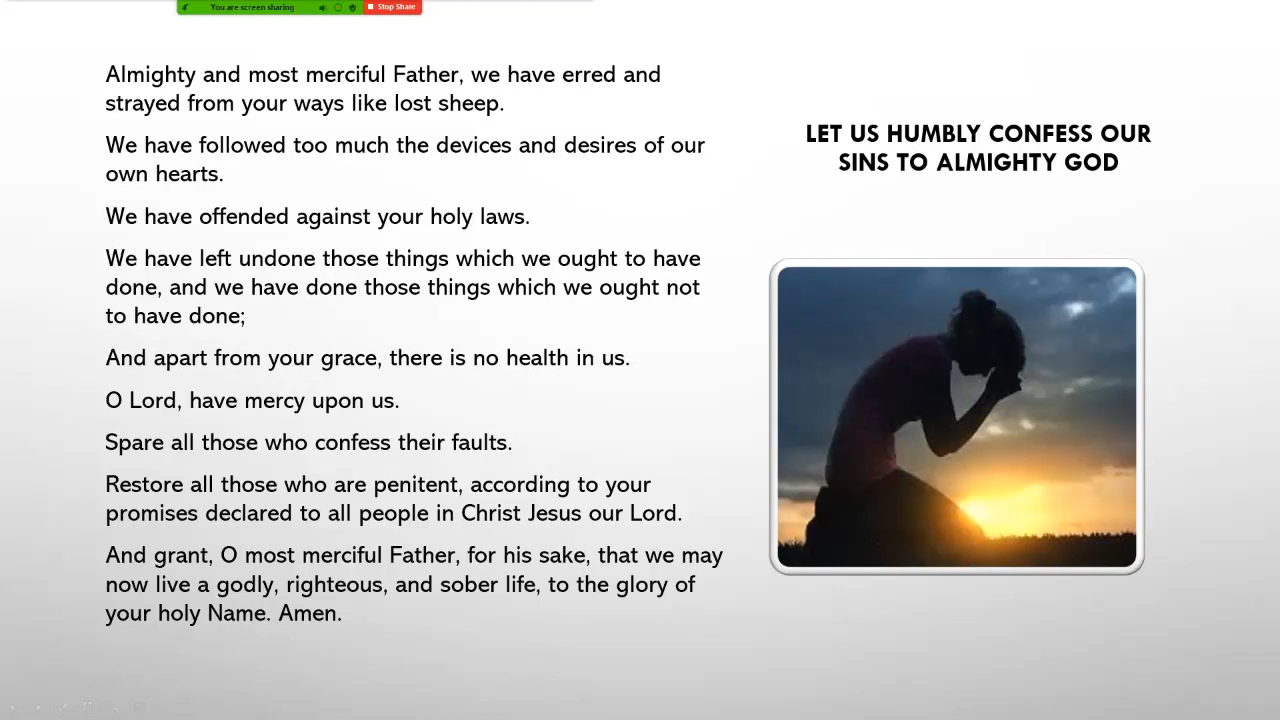 You are screen sharing
Stop Share
Almighty and most merciful Father, we have erred and
strayed from your ways like lost sheep.
We have followed too much the devices and desires of our
own hearts.
We have offended against your holy laws.
We have left undone those things which we ought to have
done, and we have done those things which we ought not
to have done;
And apart from your grace, there is no health in us.
O Lord, have mercy upon us.
Spare all those who confess their faults.
Restore all those who are penitent, according to your
promises declared to all people in Christ Jesus our Lord.
And grant, O most merciful Father, for his sake, that we may
now live a godly, righteous, and sober life, to the glory of
your holy Name. Amen.
LET US HUMBLY CONFESS OUR
SINS TO ALMIGHTY GOD